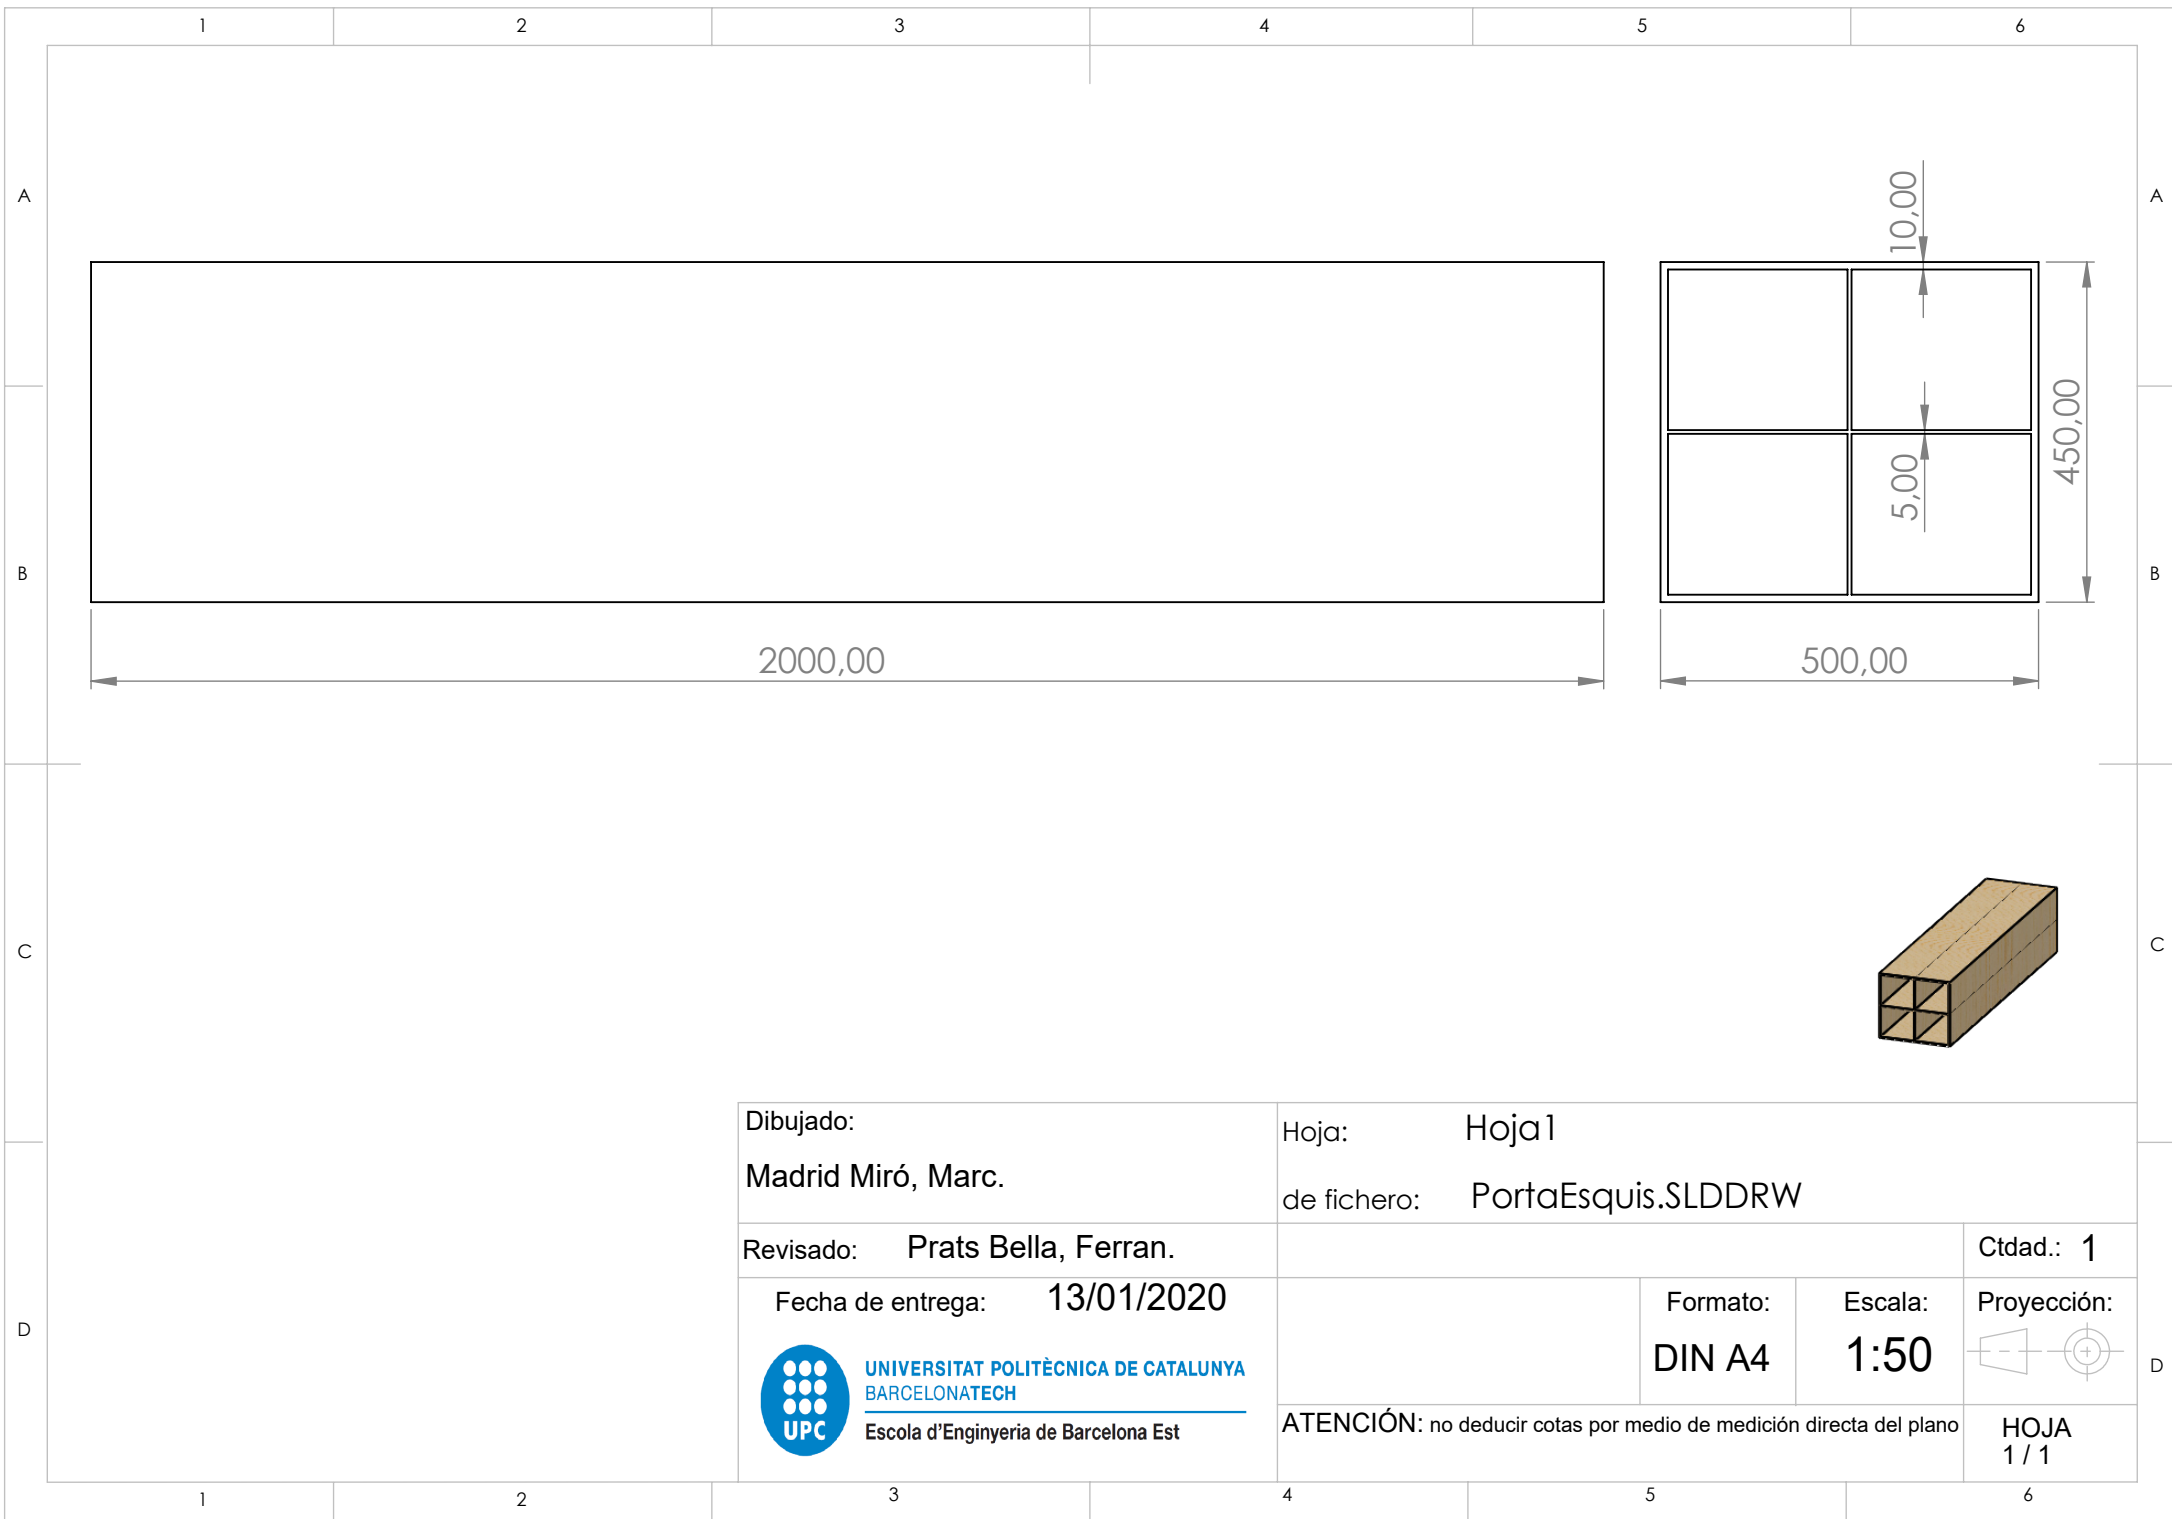 1 2 3 4 5 6
A A
10,00
B B
450,00
5,00
2000,00 500,00
C C
Dibujado:
Madrid Miró, Marc.
Hoja: Hoja1
de fichero: PortaEsquis.SLDDRW
Revisado: Prats Bella, Ferran.
Ctdad.: 1
Fecha de entrega: 13/01/2020
Formato: Escala: Proyección:
DIN A4 1:50
D D
UPC
UNIVERSITAT POLITÈCNICA DE CATALUNYA
BARCELONATECH
Escola d'Enginyeria de Barcelona Est
ATENCIÓN: no deducir cotas por medio de medición directa del plano
HOJA
1 / 1
1 2 3 4 5 6